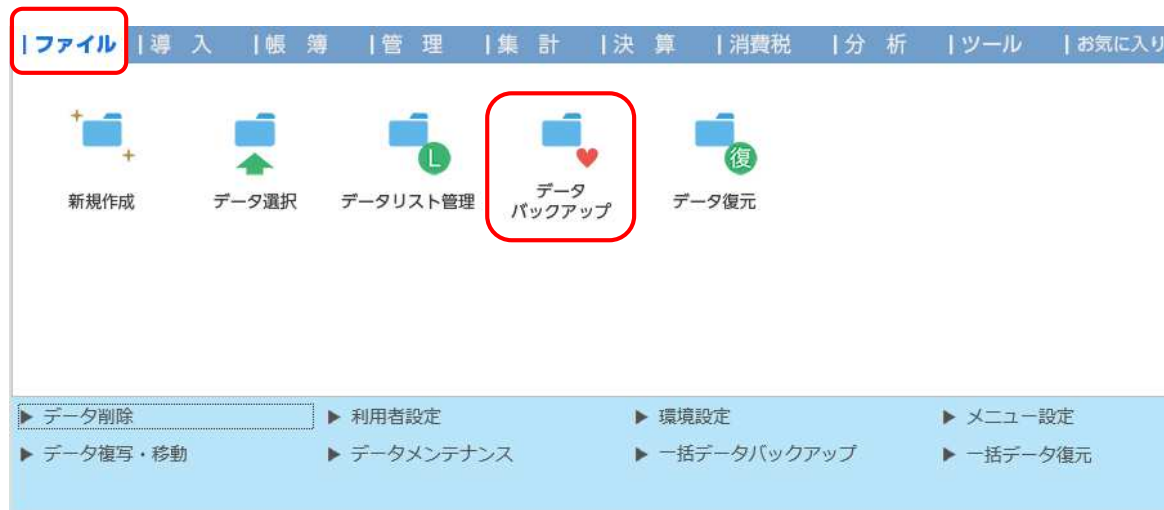 |ファイル |導 入 |帳 簿 |管 理 |集 計 |決 算 |消費税 |分 析 |ツール |お気に入り
新規作成
データ選択
L
データリスト管理
データ
バックアップ
復
データ復元
▶ データ削除 ▶ 利用者設定 ▶ 環境設定 ▶ メニュー設定
▶ データ複写・移動 ▶ データメンテナンス ▶ 一括データバックアップ ▶ 一括データ復元